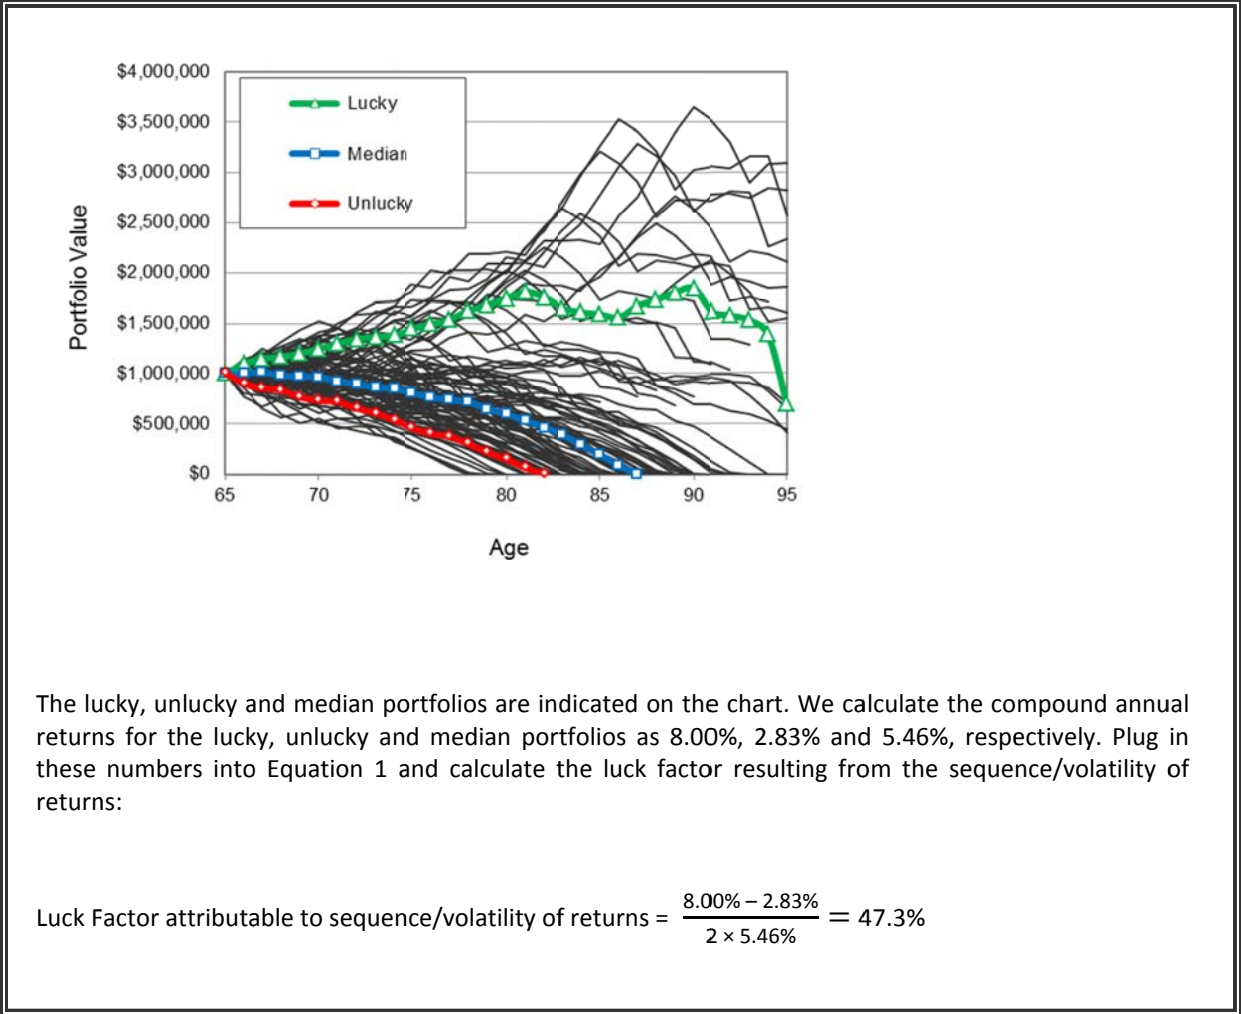 $4,000,000
$3,500,000
$3,000,000
$2,500,000
$2,000,000
$1,500,000
$1,000,000
$500,000
$0
Portfolio Value
Lucky
Median
Unlucky
65 70 75 80 85 90 95
Age
The lucky, unlucky and median portfolios are indicated on the chart. We calculate the compound annual
returns for the lucky, unlucky and median portfolios as 8.00%, 2.83% and 5.46%, respectively. Plug in
these numbers into Equation 1 and calculate the luck factor resulting from the sequence/volatility of
returns:
Luck Factor attributable to sequence/volatility of returns = 8.00% – 2.83% / 2 × 5.46% = 47.3%